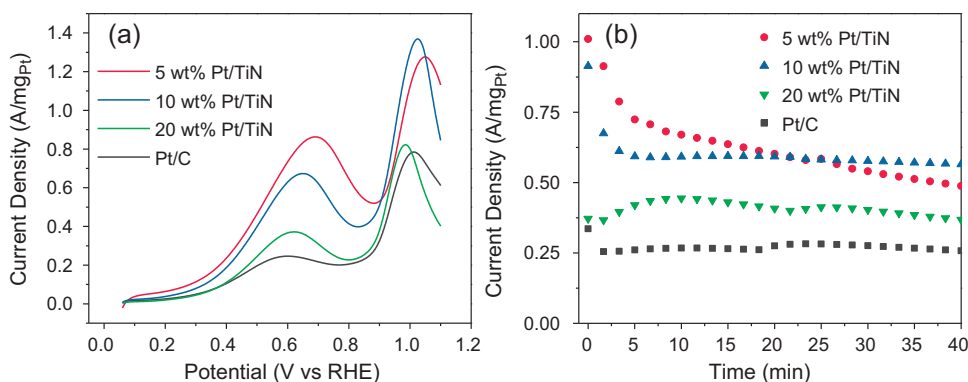 (a)
5 wt% Pt/TiN
10 wt% Pt/TiN
20 wt% Pt/TiN
Pt/C
Current Density (A/mgPt)
1.4
1.2
1.0
0.8
0.6
0.4
0.2
0.0
0.0 0.2 0.4 0.6 0.8 1.0 1.2
Potential (V vs RHE)
(b)
5 wt% Pt/TiN
10 wt% Pt/TiN
20 wt% Pt/TiN
Pt/C
Current Density (A/mgPt)
1.00
0.75
0.50
0.25
0.00
0 5 10 15 20 25 30 35 40
Time (min)